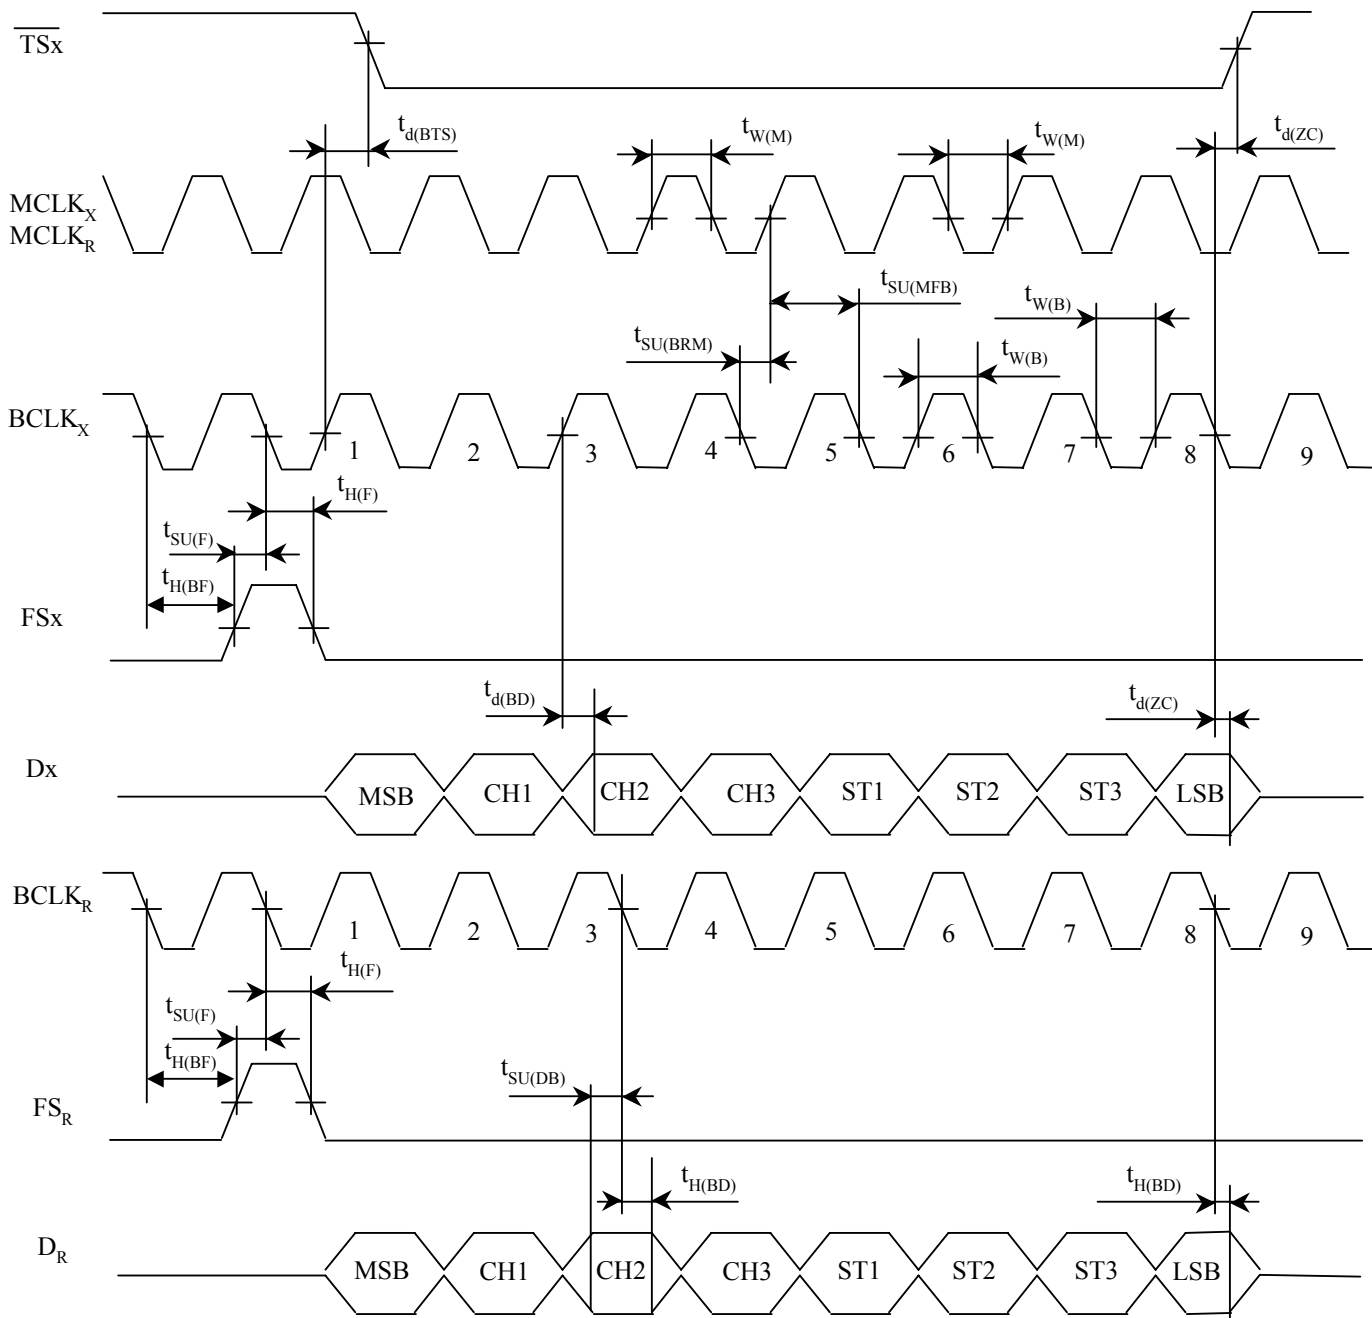 TSx
td(BTS)
tW(M)
tW(M)
td(ZC)
MCLKX
MCLKR
tSU(MFB)
tW(B)
tSU(BRM)
tW(B)
BCLKX
1 2 3 4 5 6 7 8 9
tH(F)
tSU(F)
tH(BF)
FSx
td(BD)
td(ZC)
Dx
MSB CH1 CH2 CH3 ST1 ST2 ST3 LSB
BCLKR
1 2 3 4 5 6 7 8 9
tH(F)
tSU(F)
tH(BF)
tSU(DB)
FSR
tH(BD)
tH(BD)
DR
MSB CH1 CH2 CH3 ST1 ST2 ST3 LSB